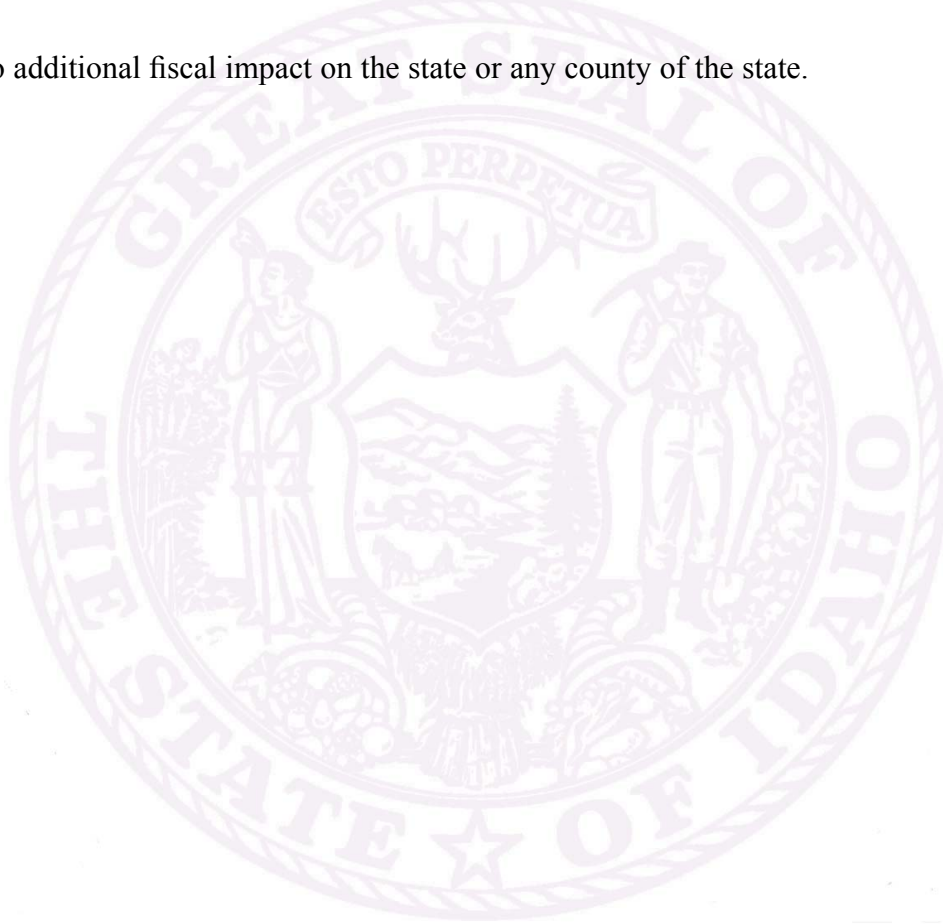 o additional fiscal impact on the state or any county of the state.
GREAT SEAL OF
ESTO PERPETUA
THE STATE OF IDAHO